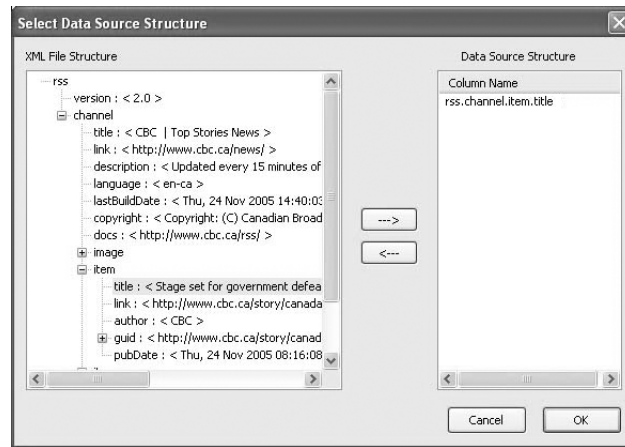 Select Data Source Structure
XML File Structure
rss
version : < 2.0 >
channel
title : < CBC | Top Stories News >
link : < http://www.cbc.ca/news/ >
description : < Updated every 15 minutes of
language : < en-ca >
lastBuildDate : < Thu, 24 Nov 2005 14:40:03
copyright : < Copyright: (C) Canadian Broad
docs : < http://www.cbc.ca/rss/ >
image
item
title : < Stage set for government defea
link : < http://www.cbc.ca/story/canada
author : < CBC >
guid : < http://www.cbc.ca/story/canad
pubDate : < Thu, 24 Nov 2005 08:16:08
--->
<---
Data Source Structure
Column Name
rss.channel.item.title
Cancel
OK